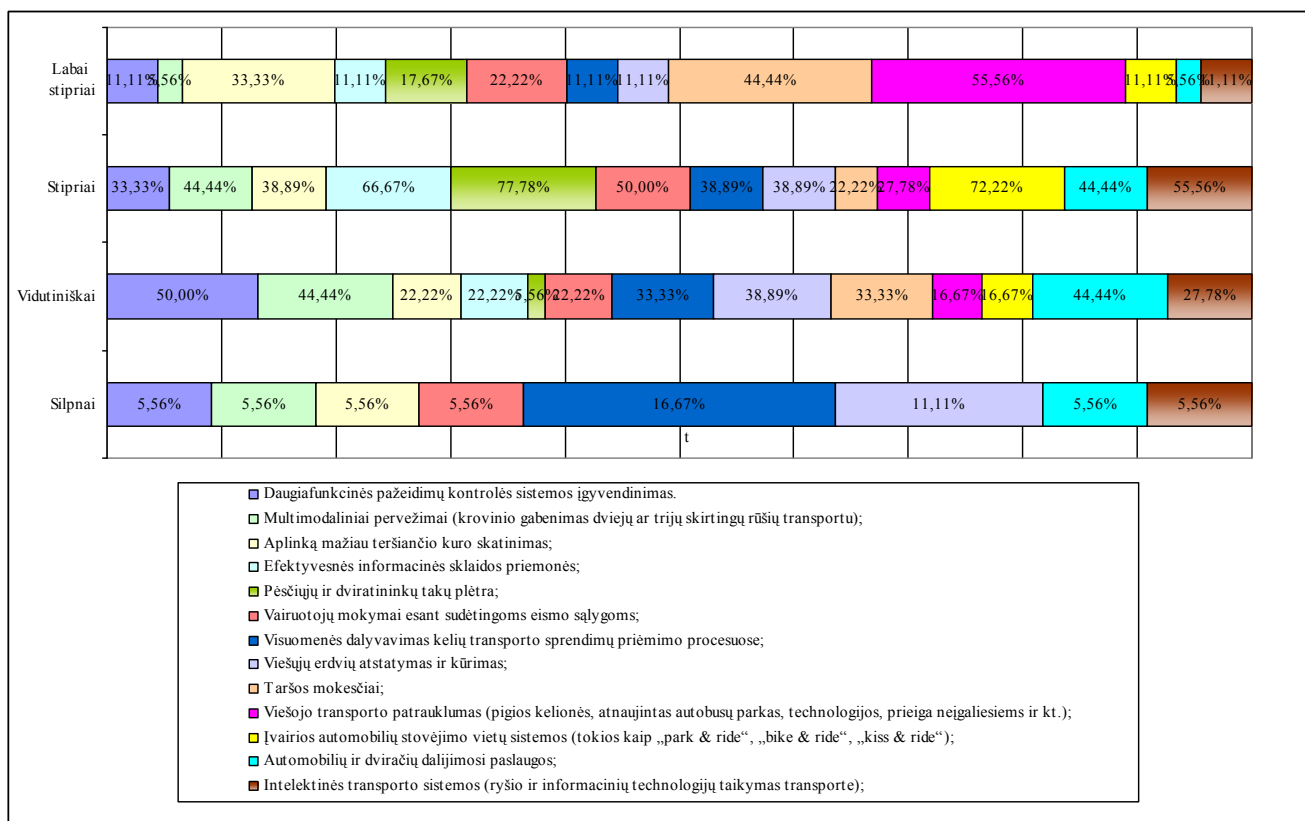 Labai
stipriai
11,11% 5,56% 33,33% 11,11% 17,67% 22,22% 11,11% 11,11% 44,44% 55,56% 11,11% 5,56% 11,11%
Stipriai
33,33% 44,44% 38,89% 66,67% 77,78% 50,00% 38,89% 38,89% 22,22% 27,78% 72,22% 44,44% 55,56%
Vidutiniškai
50,00% 44,44% 22,22% 22,22% 5,56% 22,22% 33,33% 38,89% 33,33% 16,67% 16,67% 44,44% 27,78%
Silpnai
5,56% 5,56% 5,56% 5,56% 16,67% 11,11% 5,56% 5,56%
t
Daugiafunkcinės pažeidimų kontrolės sistemos įgyvendinimas.
Multimodaliniai pervežimai (krovinio gabenimas dviejų ar trijų skirtingų rūšių transportu);
Aplinką mažiau teršiančio kuro skatinimas;
Efektyvesnės informacinės sklaidos priemonės;
Pėsčiųjų ir dviratininkų takų plėtra;
Vairuotojų mokymai esant sudėtingoms eismo sąlygoms;
Visuomenės dalyvavimas kelių transporto sprendimų priėmimo procesuose;
Viešųjų erdvių atstatymas ir kūrimas;
Taršos mokesčiai;
Viešojo transporto patrauklumas (pigios kelionės, atnaujintas autobusų parkas, technologijos, prieiga neįgaliesiems ir kt.);
Įvairios automobilių stovėjimo vietų sistemos (tokios kaip „park & ride“, „bike & ride“, „kiss & ride“);
Automobilių ir dviračių dalijimosi paslaugos;
Intelektinės transporto sistemos (ryšio ir informacinių technologijų taikymas transporte);